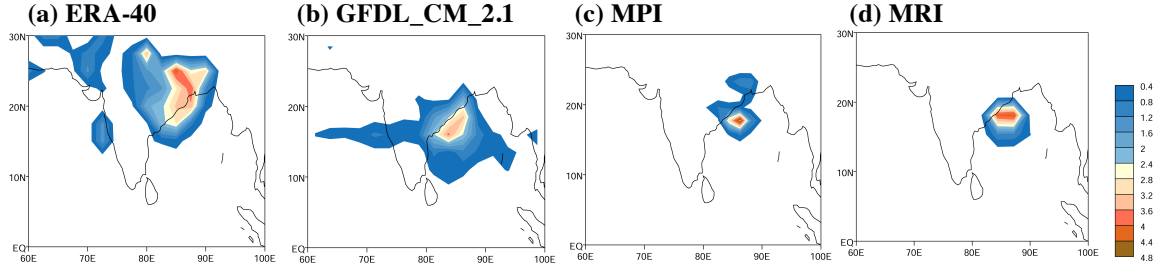 (a) ERA-40 (b) GFDL_CM_2.1 (c) MPI (d) MRI
30N 30N 30N 30N
20N 20N 20N 20N
10N 10N 10N 10N
EQ EQ EQ EQ
60E 70E 80E 90E 100E 60E 70E 80E 90E 100E 60E 70E 80E 90E 100E 60E 70E 80E 90E 100E
0.4
0.8
1.2
1.6
2
2.4
2.8
3.2
3.6
4
4.4
4.8